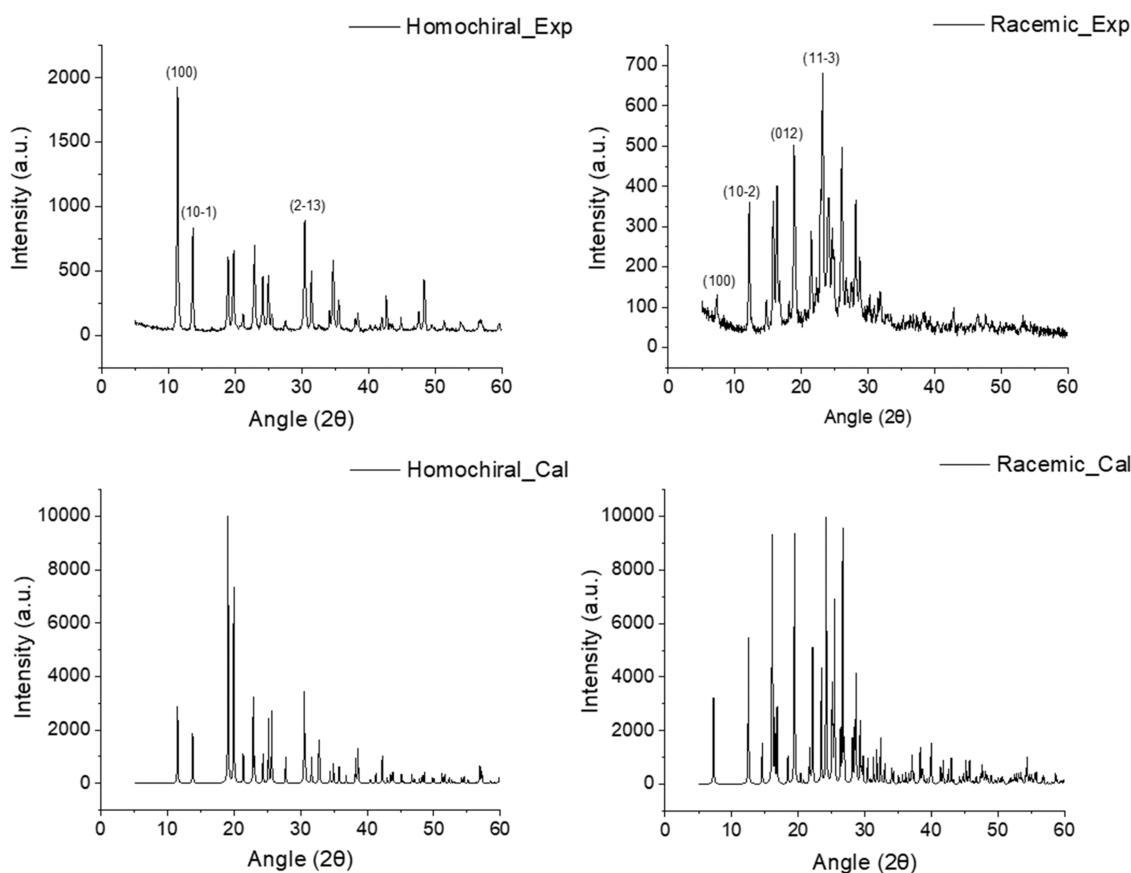 Homochiral_Exp
Intensity (a.u.)
2000
1500
1000
500
0
(100)
(10-1)
(2-13)
0 10 20 30 40 50 60
Angle (2θ)
Racemic_Exp
Intensity (a.u.)
700
600
500
400
300
200
100
0
(100)
(10-2)
(012)
(11-3)
0 10 20 30 40 50 60
Angle (2θ)
Homochiral_Cal
Intensity (a.u.)
10000
8000
6000
4000
2000
0
0 10 20 30 40 50 60
Angle (2θ)
Racemic_Cal
Intensity (a.u.)
10000
8000
6000
4000
2000
0
0 10 20 30 40 50 60
Angle (2θ)